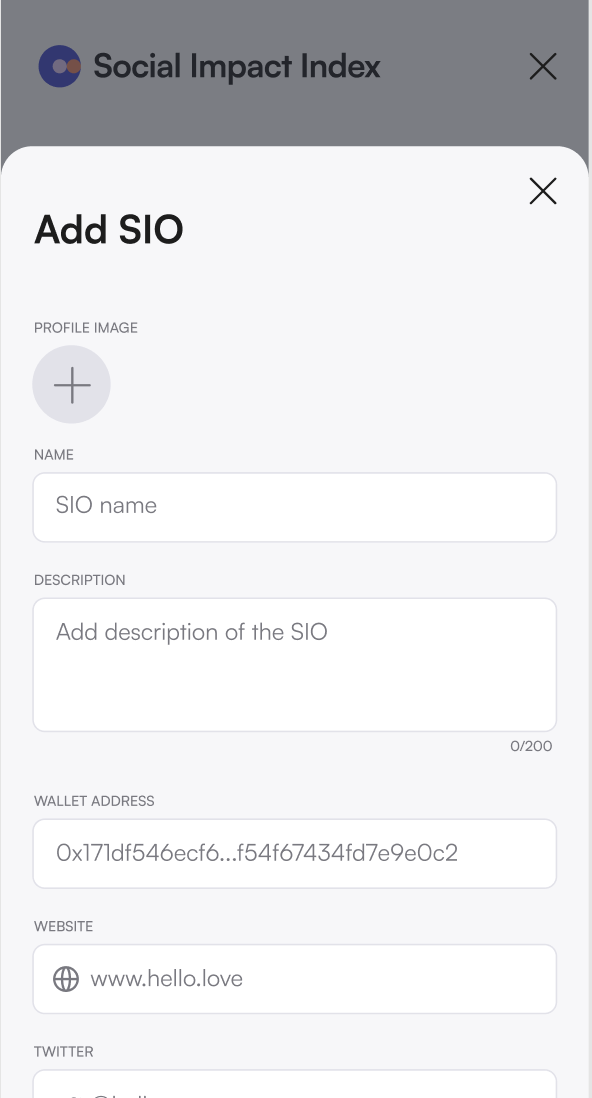 Social Impact Index
Add SIO
PROFILE IMAGE
NAME
SIO name
DESCRIPTION
Add description of the SIO
0/200
WALLET ADDRESS
0x171df546ecf6...f54f67434fd7e9e0c2
WEBSITE
www.hello.love
TWITTER